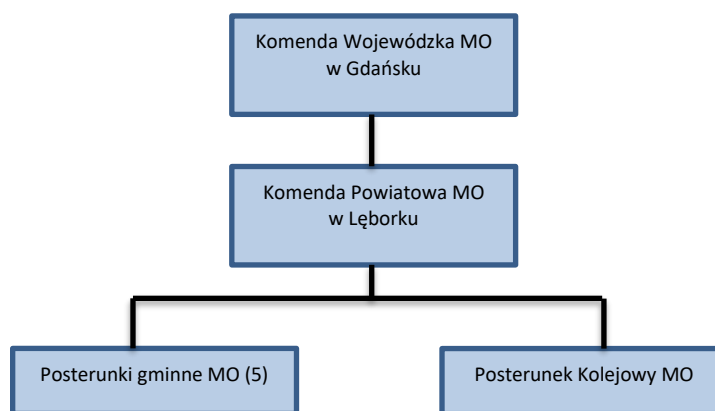 Komenda Wojewódzka MO
w Gdańsku
Komenda Powiatowa MO
w Lęborku
Posterunki gminne MO (5)
Posterunek Kolejowy MO